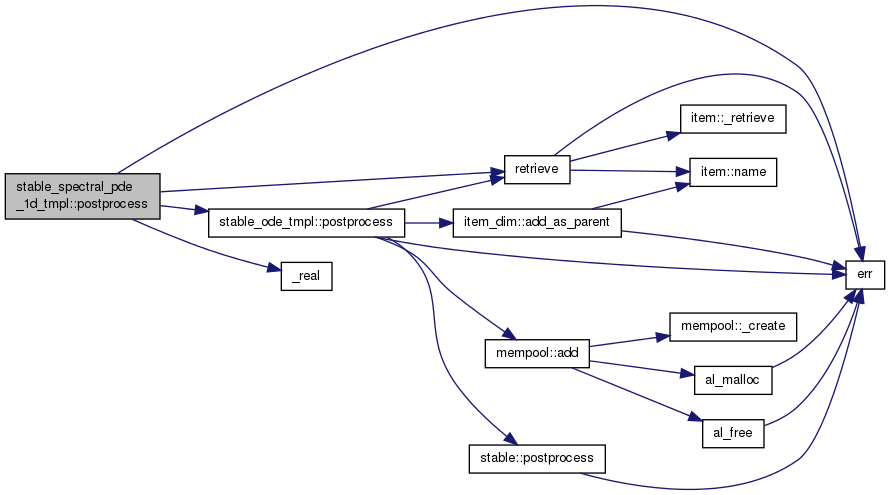 stable_spectral_pde
_1d_tmpl::postprocess
stable_ode_tmpl::postprocess
_real
retrieve
item_dim::add_as_parent
item::_retrieve
item::name
err
mempool::add
mempool::_create
al_malloc
al_free
stable::postprocess